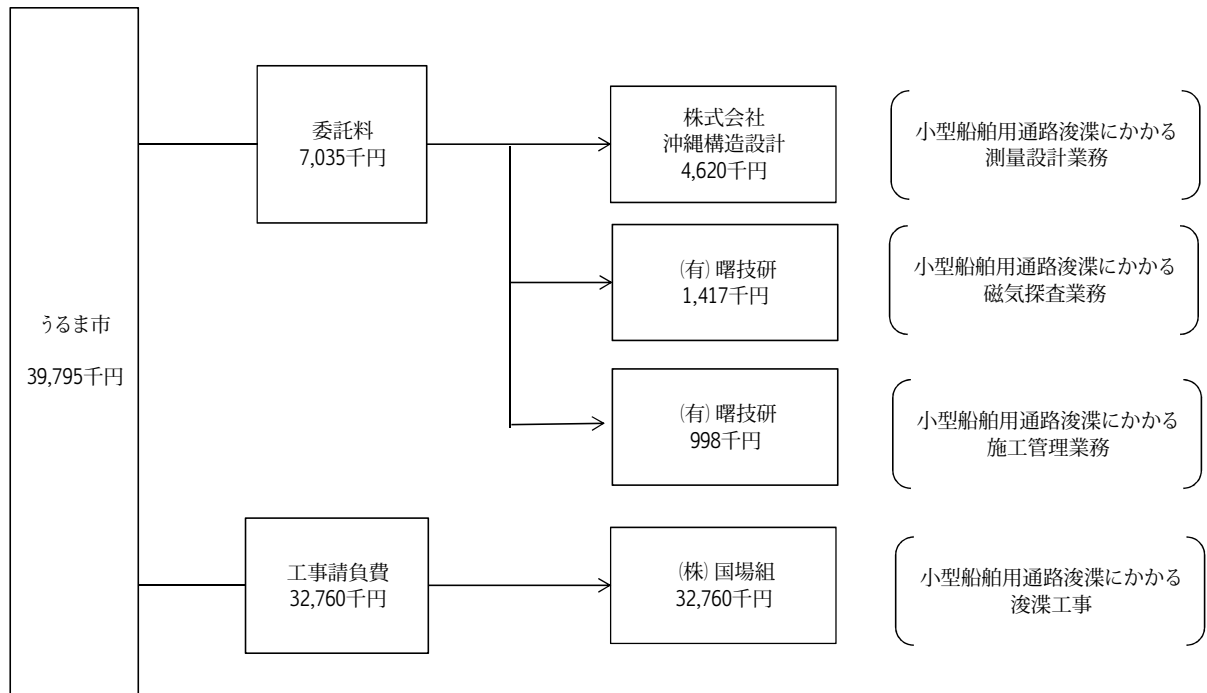 うるま市
39,795千円
委託料
7,035千円
株式会社
沖縄構造設計
4,620千円
小型船舶用通路浚渫にかかる
測量設計業務
(有) 曙技研
1,417千円
小型船舶用通路浚渫にかかる
磁気探査業務
(有) 曙技研
998千円
小型船舶用通路浚渫にかかる
施工管理業務
工事請負費
32,760千円
(株) 国場組
32,760千円
小型船舶用通路浚渫にかかる
浚渫工事